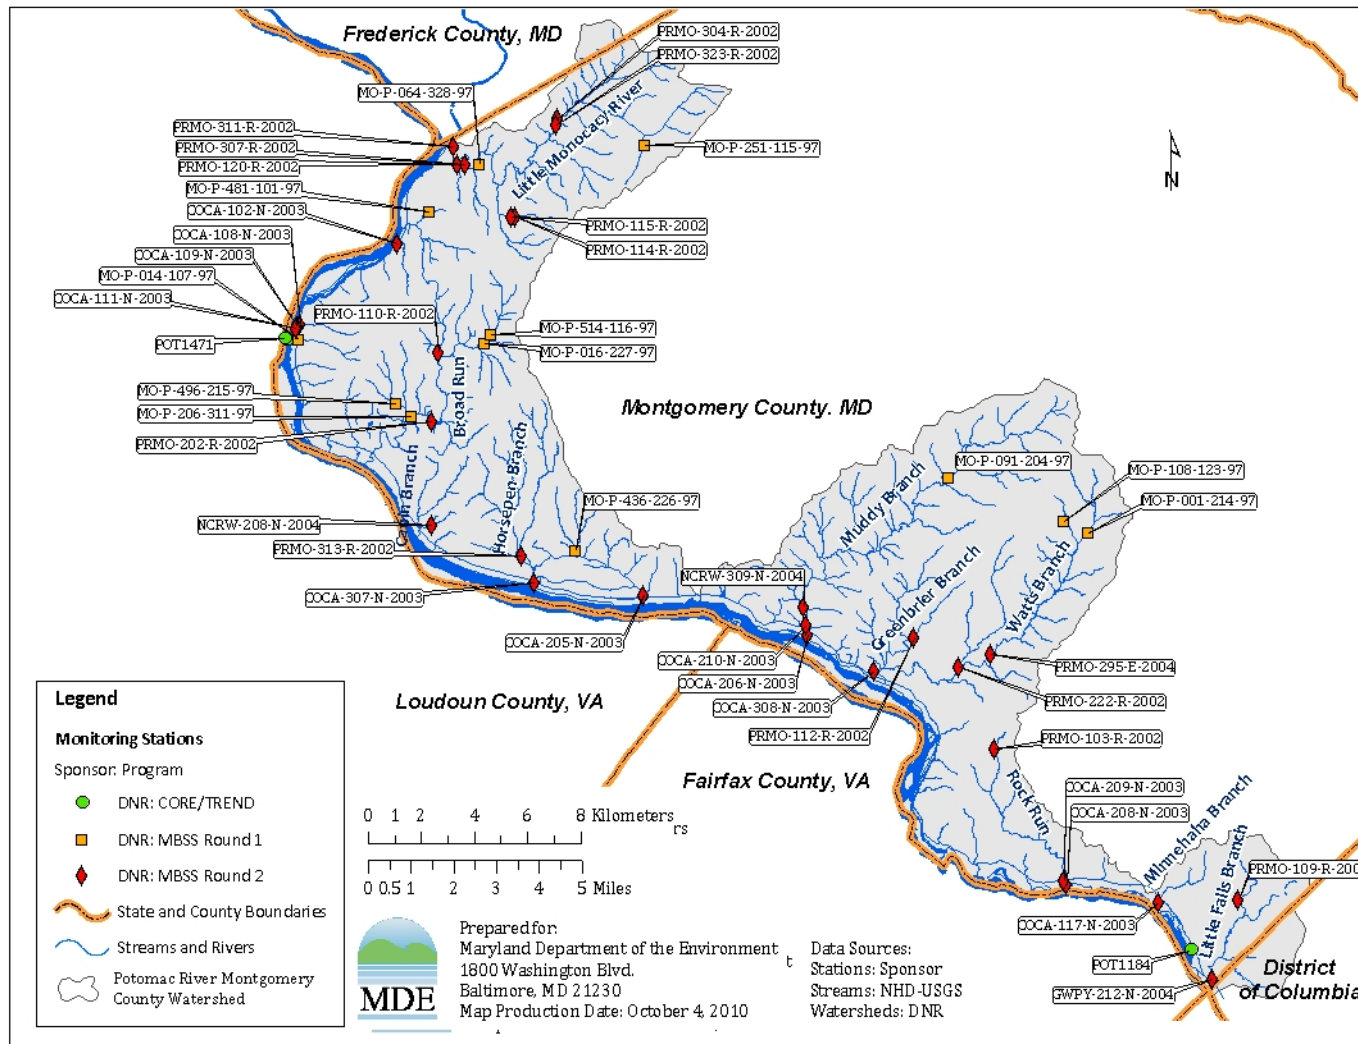 Frederick County, MD
PRMO-304-R-2002
PRMO-323-R-2002
MO-P-064-328-97
PRMO-311-R-2002
PRMO-307-R-2002
PRMO-120-R-2002
MO-P-481-101-97
COCA-102-N-2003
COCA-108-N-2003
COCA-109-N-2003
MO-P-014-107-97
COCA-111-N-2003
POT1471
Little Monocacy River
MO-P-251-115-97
N
PRMO-115-R-2002
PRMO-114-R-2002
PRMO-110-R-2002
MO-P-514-116-97
MO-P-016-227-97
MO-P-496-215-97
MO-P-206-311-97
PRMO-202-R-2002
Broad Run
Montgomery County. MD
Cabin Branch
Horsepen Branch
MO-P-436-226-97
NCRW-208-N-2004
PRMO-313-R-2002
COCA-307-N-2003
COCA-205-N-2003
Muddy Branch
MO-P-091-204-97
MO-P-108-123-97
MO-P-001-214-97
NCRW-309-N-2004
Greenbrier Branch
Watts Branch
COCA-210-N-2003
COCA-206-N-2003
COCA-308-N-2003
PRMO-112-R-2002
PRMO-295-E-2004
PRMO-222-R-2002
PRMO-103-R-2002
Loudoun County, VA
Fairfax County, VA
Rock Run
COCA-209-N-2003
COCA-208-N-2003
Minnehaha Branch
Little Falls Branch
PRMO-109-R-200
COCA-117-N-2003
POT1184
GWPY-212-N-2004
District
of Columbia
Legend
Monitoring Stations
Sponsor: Program
DNR: CORE/TREND
DNR: MBSS Round 1
DNR: MBSS Round 2
State and County Boundaries
Streams and Rivers
Potomac River Montgomery
County Watershed
0 1 2 4 6 8 Kilometers
rs
0 0.5 1 2 3 4 5 Miles
MDE
Prepared for:
Maryland Department of the Environment
1800 Washington Blvd.
Baltimore, MD 21230
Map Production Date: October 4, 2010
t
Data Sources:
Stations: Sponsor
Streams: NHD-USGS
Watersheds: DNR